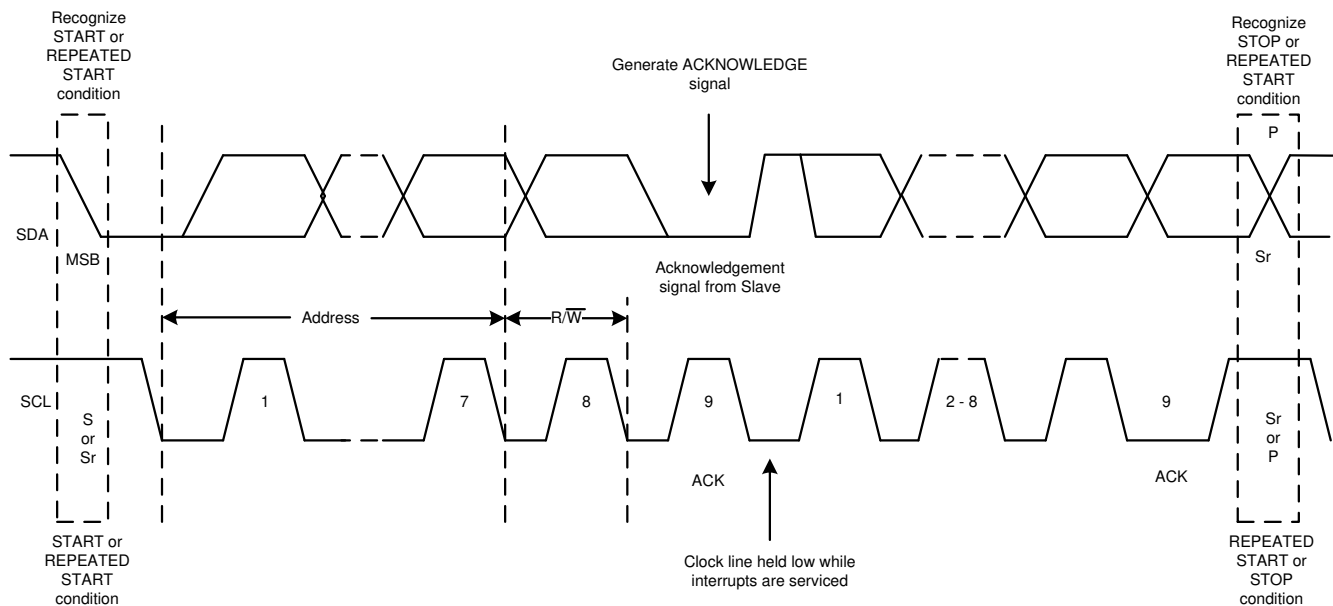 Recognize
START or
REPEATED
START
condition
Recognize
STOP or
REPEATED
START
condition
Generate ACKNOWLEDGE
signal
P
SDA
MSB
Acknowledgement
signal from Slave
Sr
Address
R/W̅
SCL
S
or
Sr
1
7
8
9
1
2 - 8
9
Sr
or
P
ACK
ACK
START or
REPEATED
START
condition
Clock line held low while
interrupts are serviced
REPEATED
START or
STOP
condition